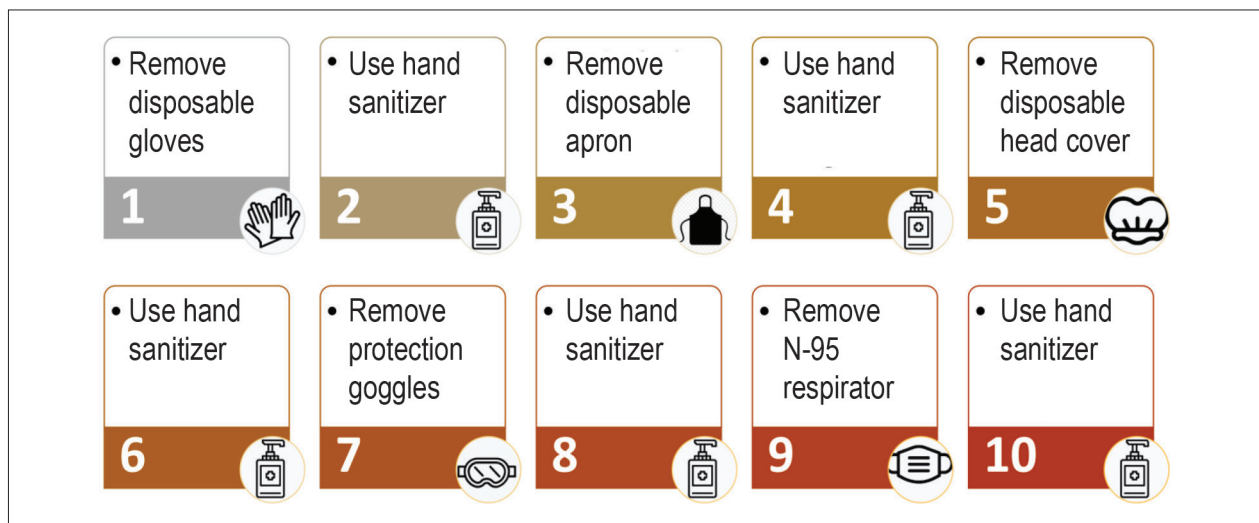 • Remove
disposable
gloves
1
• Use hand
sanitizer
2
• Remove
disposable
apron
3
• Use hand
sanitizer
4
• Remove
disposable
head cover
5
• Use hand
sanitizer
6
• Remove
protection
goggles
7
• Use hand
sanitizer
8
• Remove
N-95
respirator
9
• Use hand
sanitizer
10